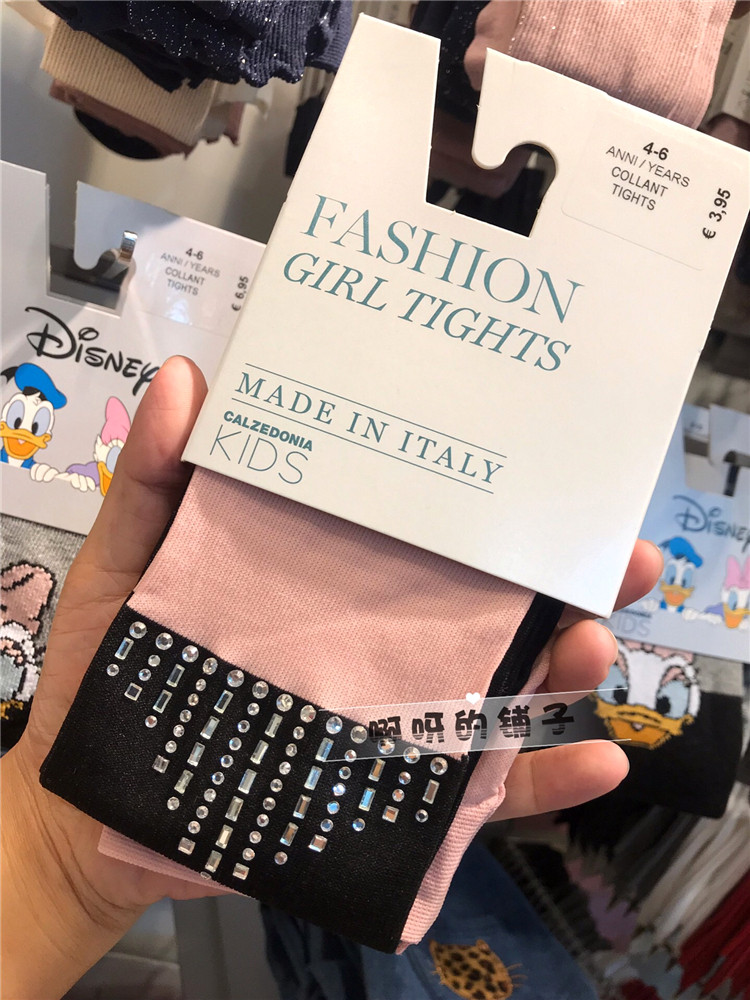 4-6
ANNI / YEARS
COLLANT
TIGHTS
€ 3,95
FASHION
GIRL TIGHTS
MADE IN ITALY
CALZEDONIA
KIDS
4-6
ANNI / YEARS
COLLANT
TIGHTS
€ 6,95
DISNEY
DISNEY
KIDS
啊呀的铺子